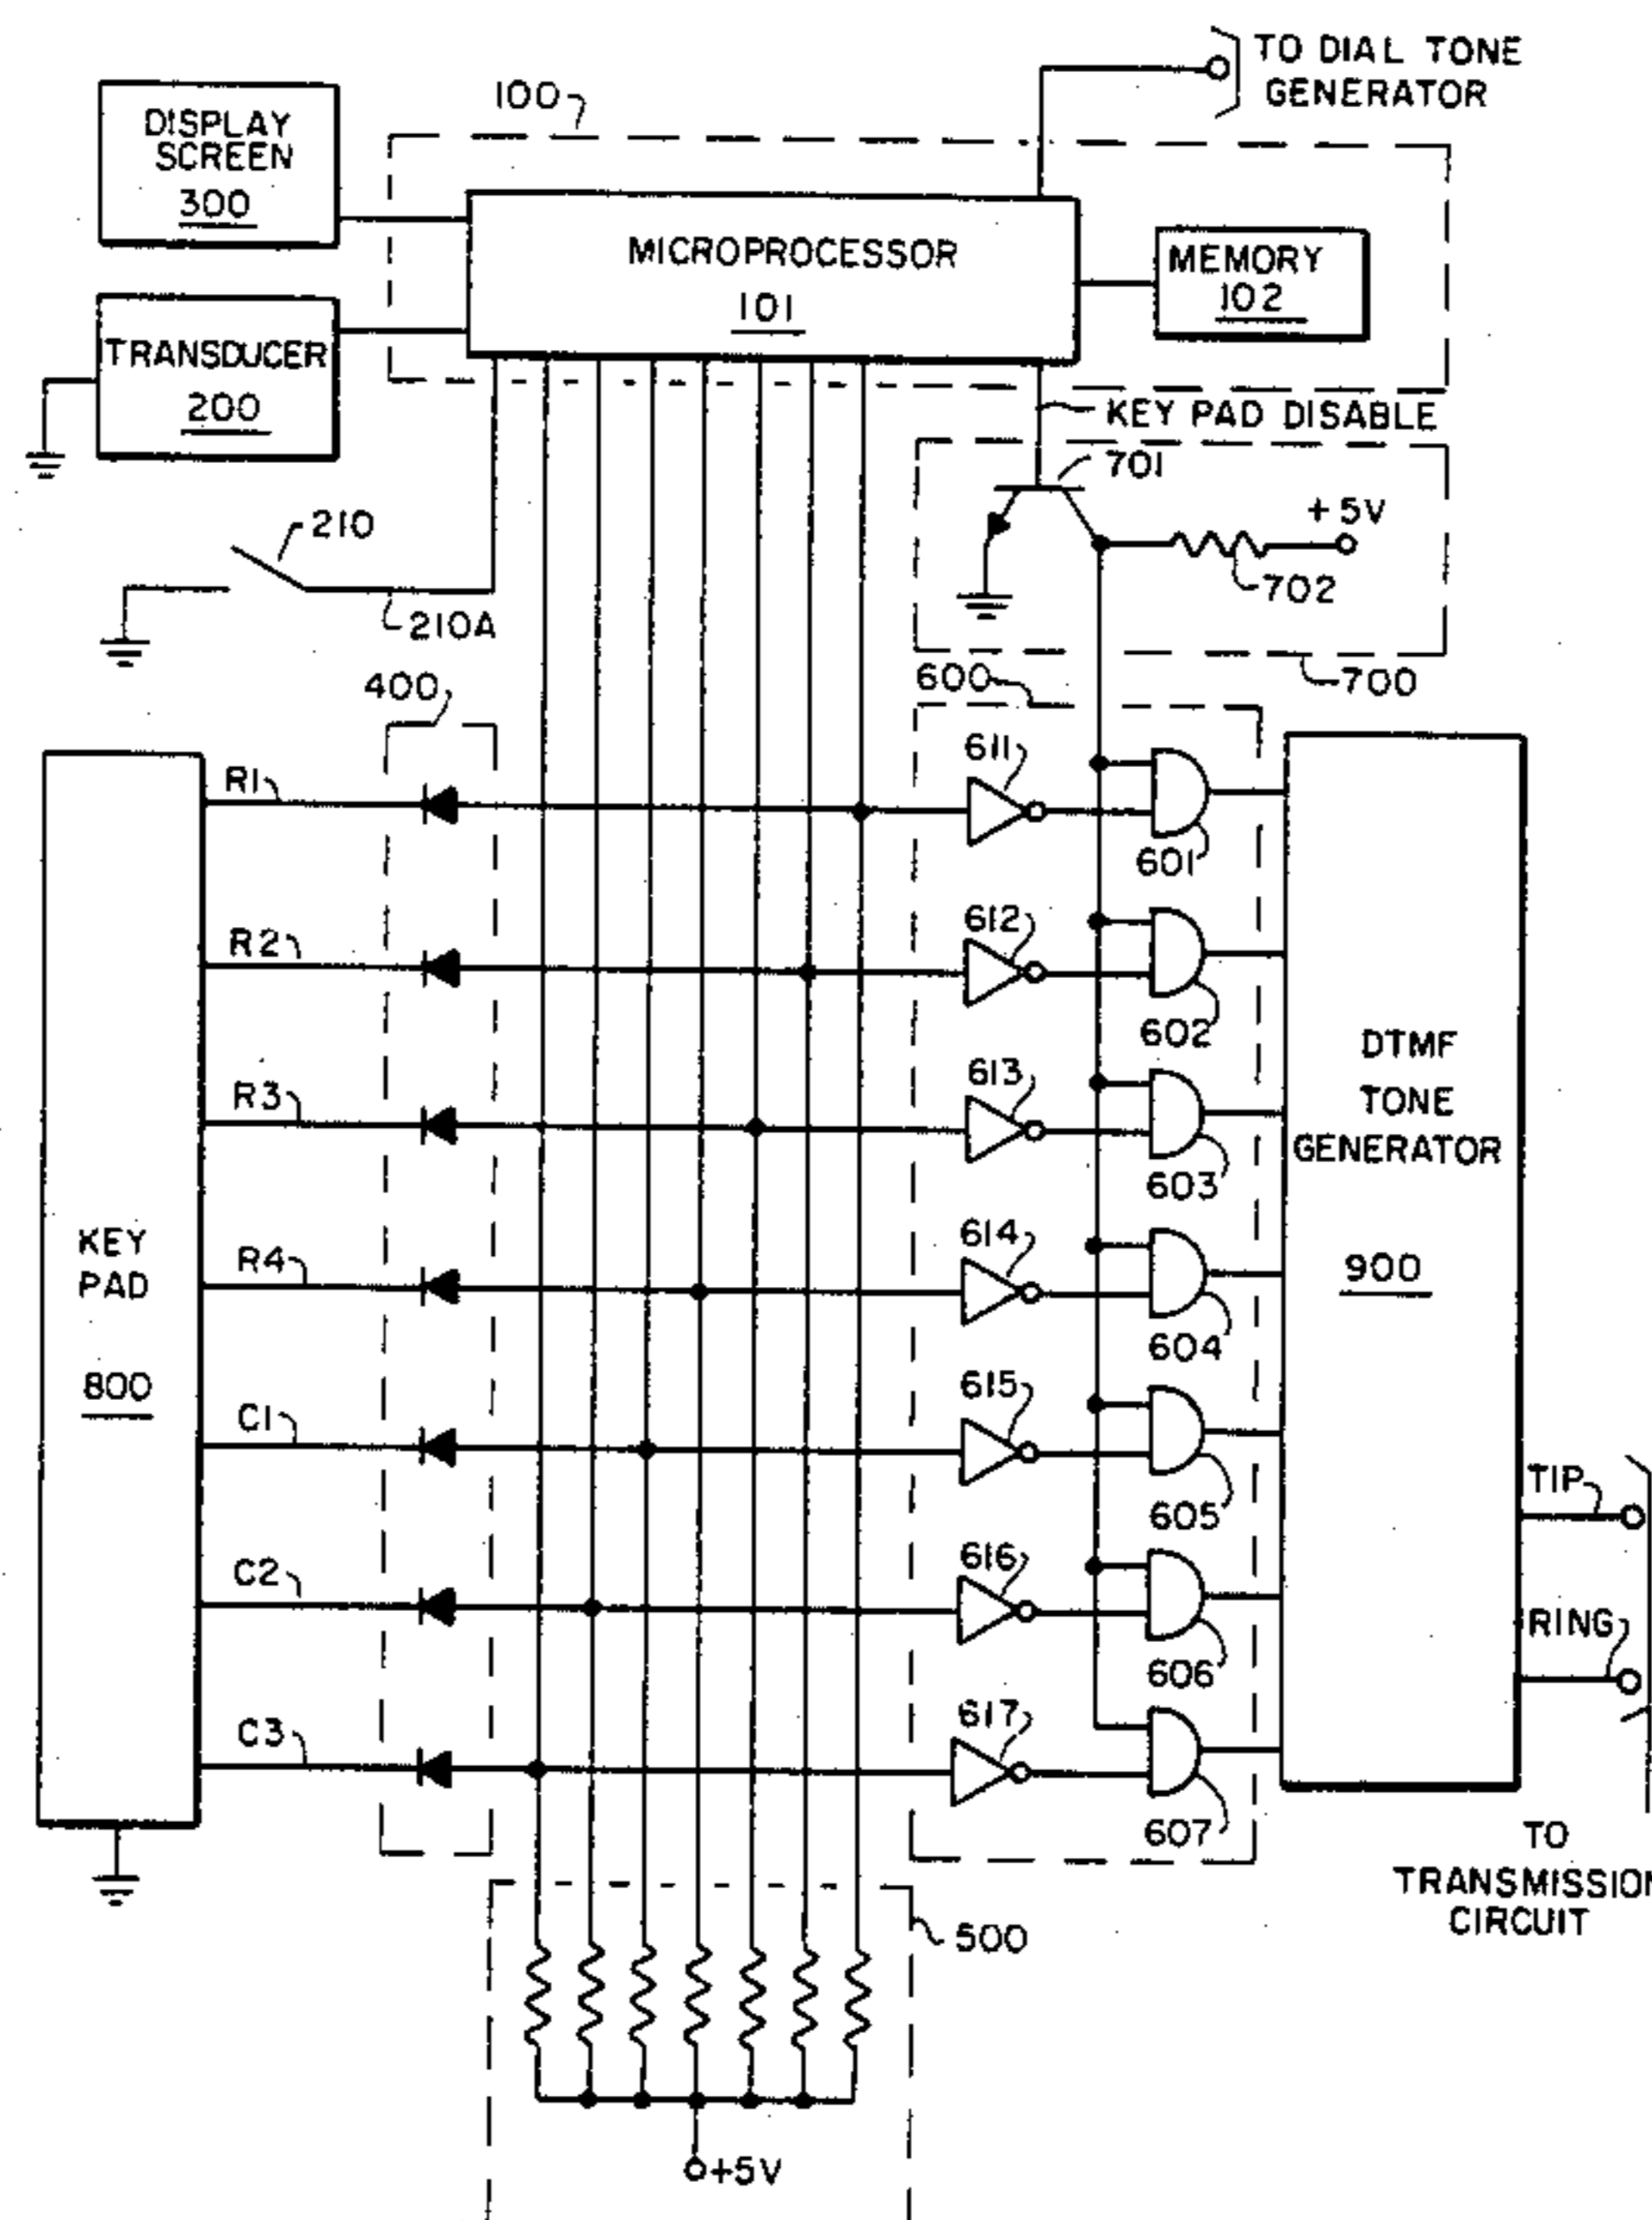 TO DIAL TONE
GENERATOR
100
DISPLAY
SCREEN
300
MICROPROCESSOR
101
MEMORY
102
TRANSDUCER
200
KEY PAD DISABLE
701
+5V
702
210
210A
700
400
600
611
R1
601
612
R2
602
DTMF
TONE
GENERATOR
900
613
R3
603
KEY
PAD
800
614
R4
604
615
C1
605
TIP
616
C2
606
RING
617
C3
607
TO
TRANSMISSION
CIRCUIT
500
+5V